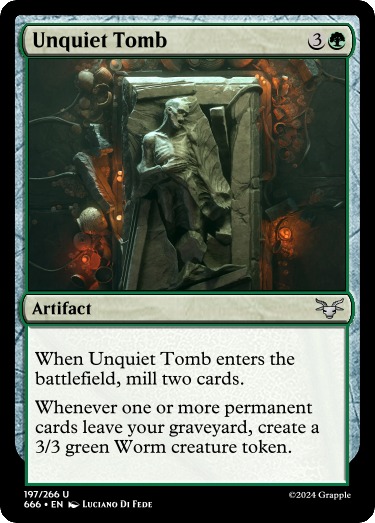 Unquiet Tomb 3
Artifact
When Unquiet Tomb enters the
battlefield, mill two cards.
Whenever one or more permanent
cards leave your graveyard, create a
3/3 green Worm creature token.
197/266 U
666 • EN Luciano Di Fede
©2024 Grapple